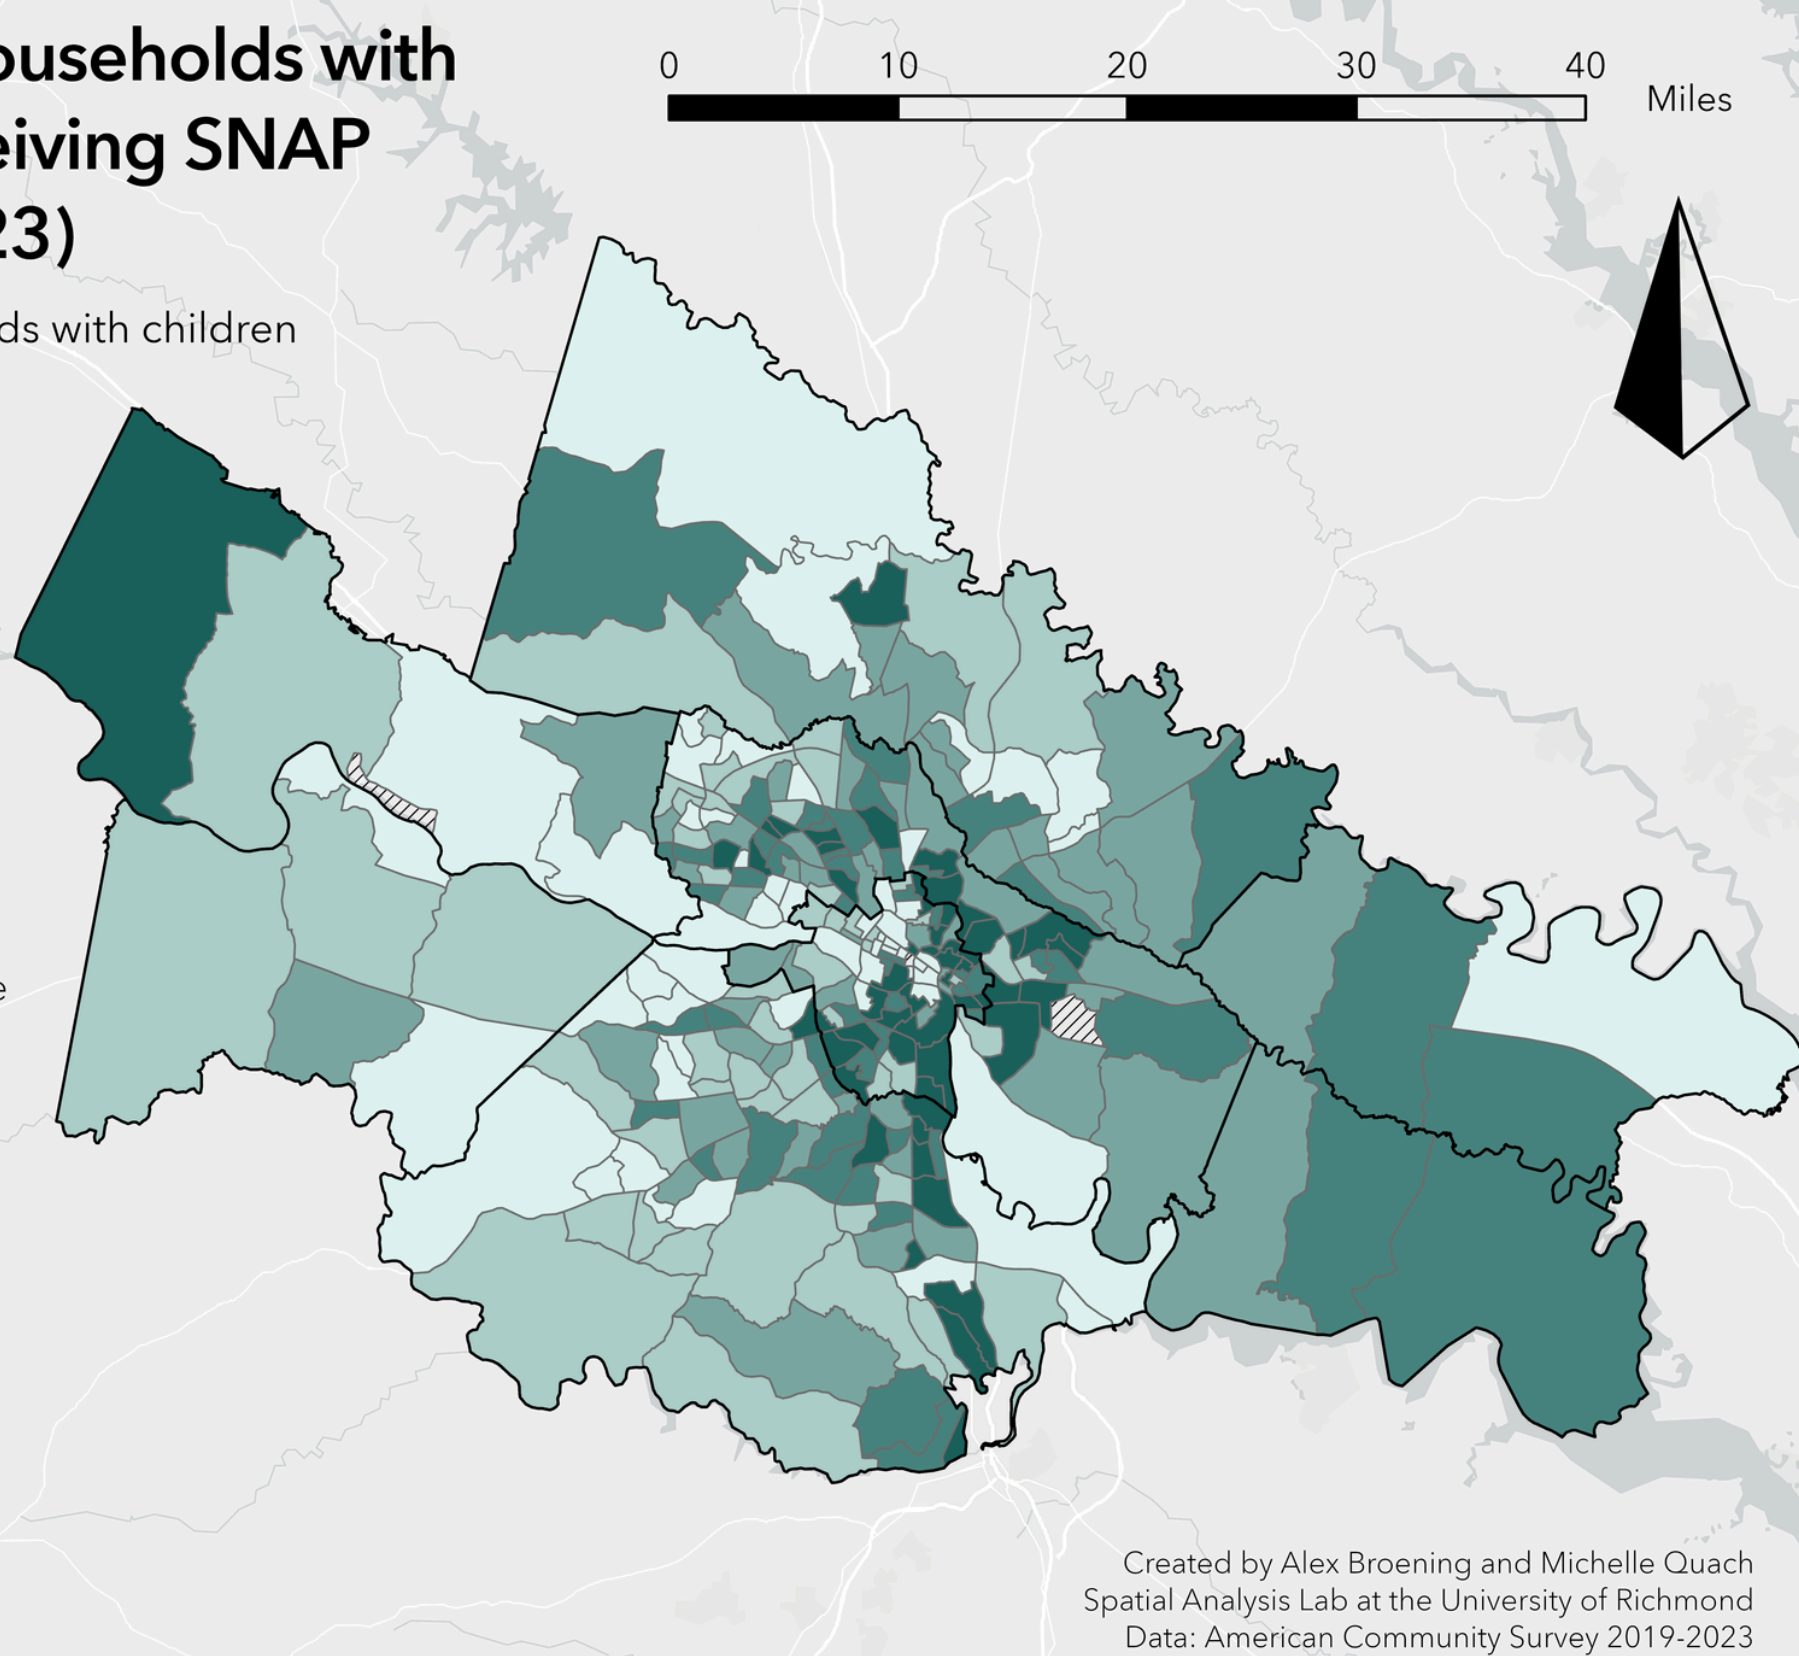 ouseholds with
eiving SNAP
23)
ds with children
0 10 20 30 40
Miles
e
Created by Alex Broening and Michelle Quach
Spatial Analysis Lab at the University of Richmond
Data: American Community Survey 2019-2023